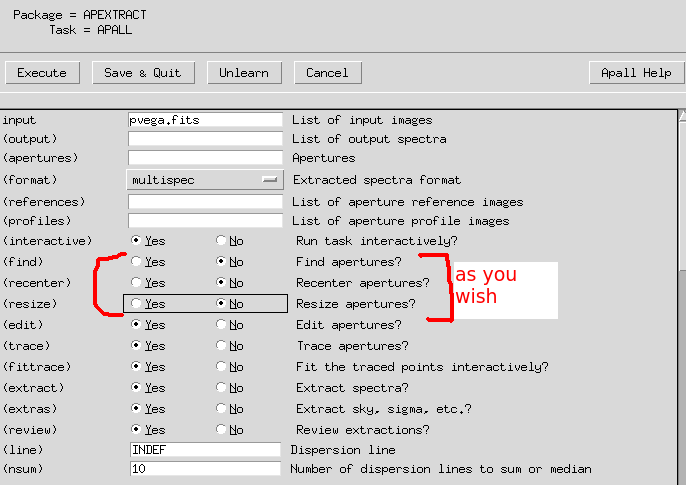 Package = APEXTRACT
Task = APALL
Execute Save & Quit Unlearn Cancel Apall Help
input pvega.fits List of input images
(output) List of output spectra
(apertures) Apertures
(format) multispec Extracted spectra format
(references) List of aperture reference images
(profiles) List of aperture profile images
(interactive) Yes No Run task interactively?
(find) Yes No Find apertures?
(recenter) Yes No Recenter apertures?
(resize) Yes No Resize apertures?
as you
wish
(edit) Yes No Edit apertures?
(trace) Yes No Trace apertures?
(fittrace) Yes No Fit the traced points interactively?
(extract) Yes No Extract spectra?
(extras) Yes No Extract sky, sigma, etc.?
(review) Yes No Review extractions?
(line) INDEF Dispersion line
(nsum) 10 Number of dispersion lines to sum or median